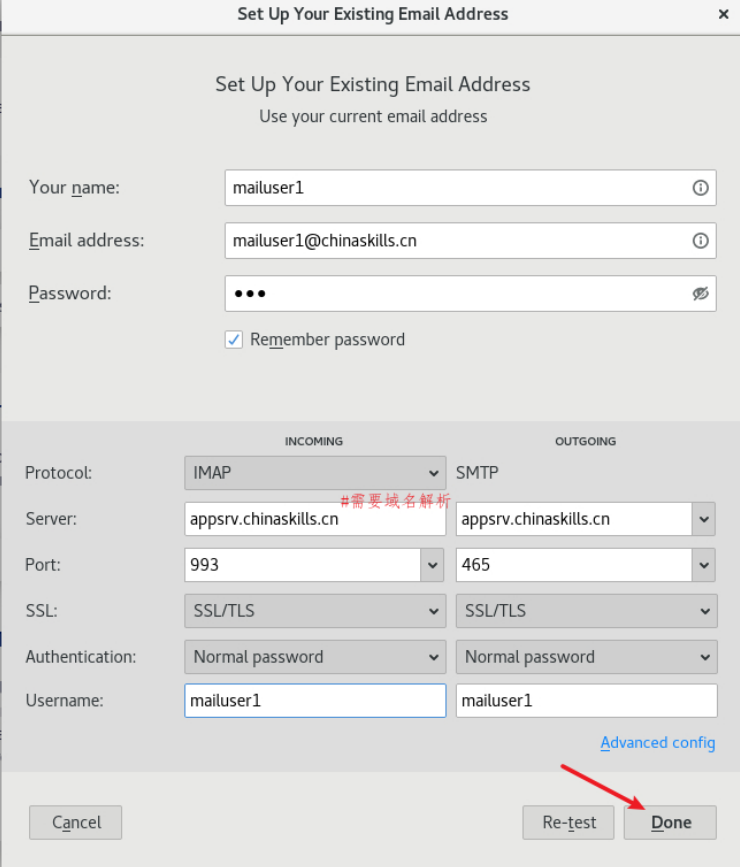 Set Up Your Existing Email Address ×
Set Up Your Existing Email Address
Use your current email address
Your name: mailuser1
Email address: mailuser1@chinaskills.cn
Password: ●●●
Remember password
INCOMING OUTGOING
Protocol: IMAP SMTP
#需要域名解析
Server: appsrv.chinaskills.cn appsrv.chinaskills.cn
Port: 993 465
SSL: SSL/TLS SSL/TLS
Authentication: Normal password Normal password
Username: mailuser1 mailuser1
Advanced config
Cancel Re-test Done